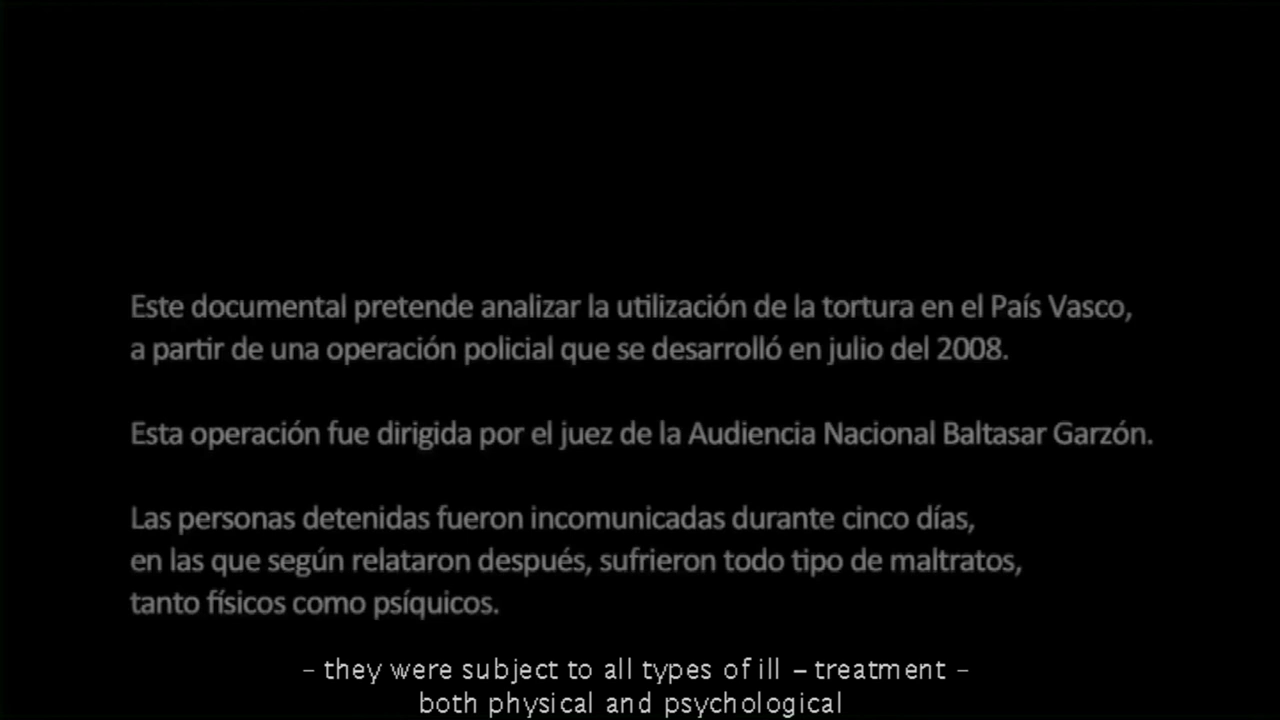 Este documental pretende analizar la utilización de la tortura en el País Vasco,
a partir de una operación policial que se desarrolló en julio del 2008.
Esta operación fue dirigida por el juez de la Audiencia Nacional Baltasar Garzón.
Las personas detenidas fueron incomunicadas durante cinco días,
en las que según relataron después, sufrieron todo tipo de maltratos,
tanto físicos como psíquicos.
– they were subject to all types of ill – treatment –
both physical and psychological